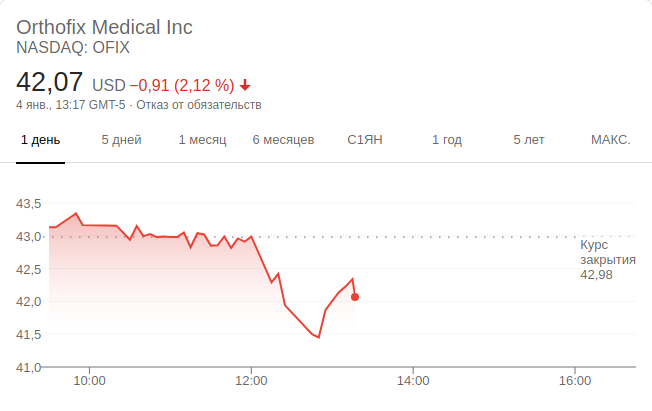 Orthofix Medical Inc
NASDAQ: OFIX
42,07 USD −0,91 (2,12 %)
4 янв., 13:17 GMT-5 · Отказ от обязательств
1 день 5 дней 1 месяц 6 месяцев С1ЯН 1 год 5 лет МАКС.
43,5
43,0
Курс
закрытия
42,98
42,5
42,0
41,5
41,0
10:00 12:00 14:00 16:00